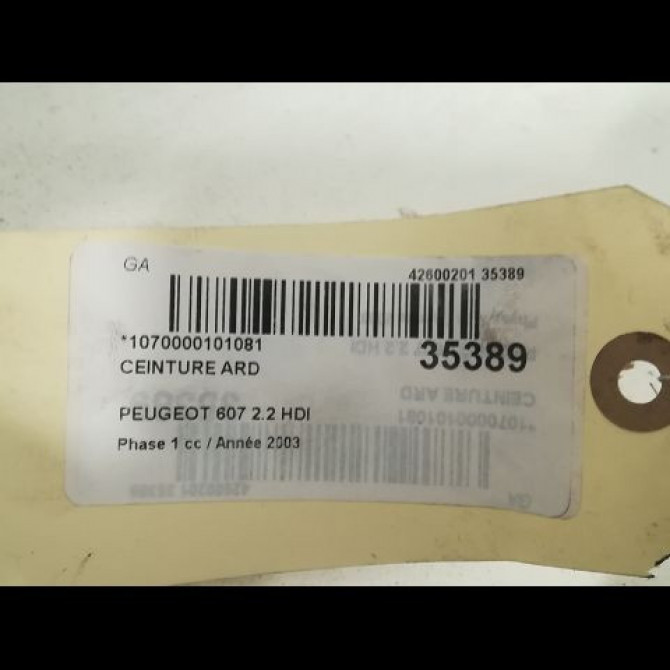 GA
42600201 35389
*1070000101081
35389
CEINTURE ARD
PEUGEOT 607 2.2 HDI
Phase 1 cc / Année 2003